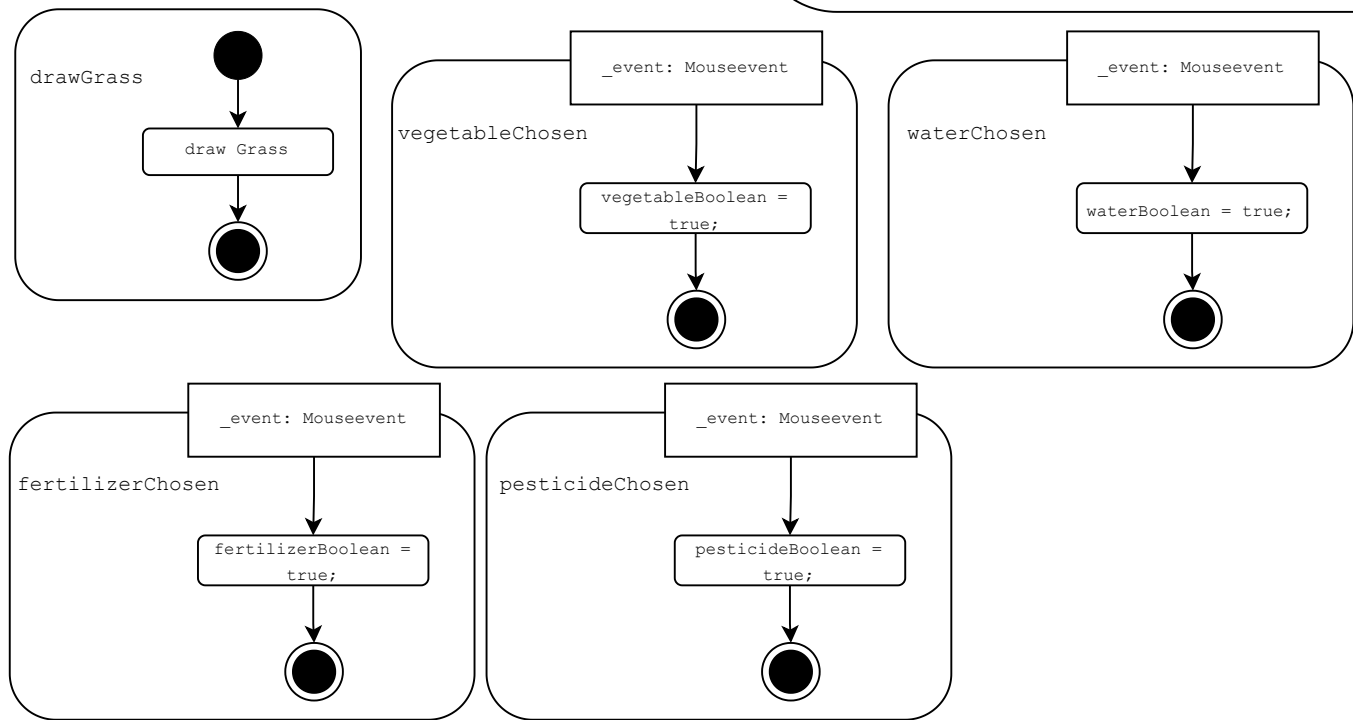 drawGrass
draw Grass
_event: Mouseevent
vegetableChosen
vegetableBoolean =
true;
_event: Mouseevent
waterChosen
waterBoolean = true;
_event: Mouseevent
fertilizerChosen
fertilizerBoolean =
true;
_event: Mouseevent
pesticideChosen
pesticideBoolean =
true;